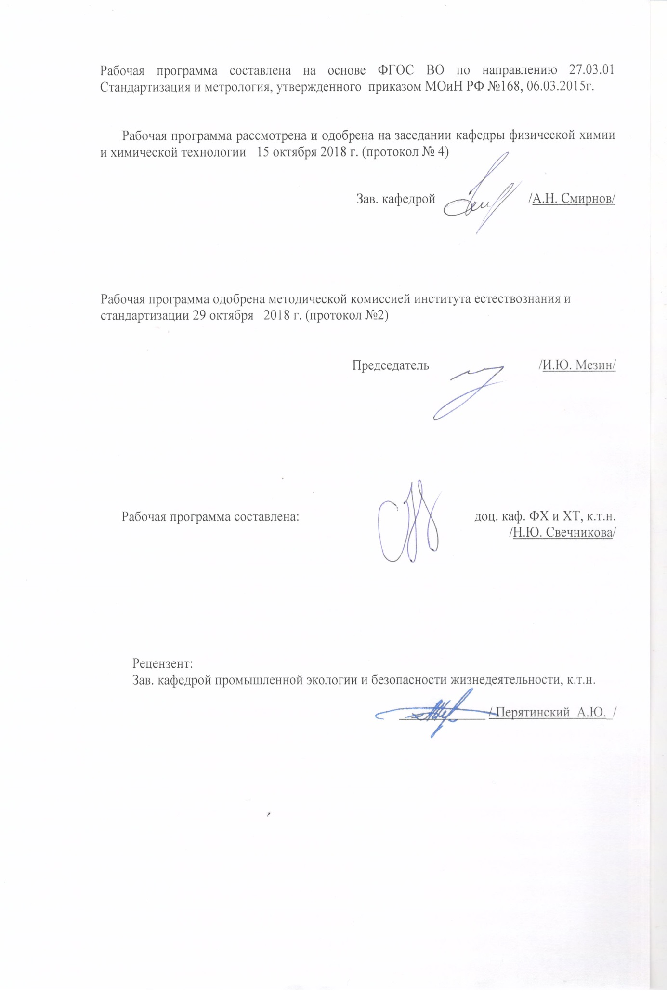 Рабочая программа составлена на основе ФГОС ВО по направлению 27.03.01
Стандартизация и метрология, утвержденного приказом МОиН РФ №168, 06.03.2015г.
Рабочая программа рассмотрена и одобрена на заседании кафедры физической химии
и химической технологии 15 октября 2018 г. (протокол № 4)
Зав. кафедрой /А.Н. Смирнов/
Рабочая программа одобрена методической комиссией института естествознания и
стандартизации 29 октября 2018 г. (протокол №2)
Председатель /И.Ю. Мезин/
Рабочая программа составлена: доц. каф. ФХ и ХТ, к.т.н.
/Н.Ю. Свечникова/
Рецензент:
Зав. кафедрой промышленной экологии и безопасности жизнедеятельности, к.т.н.
/ Перятинский А.Ю._/